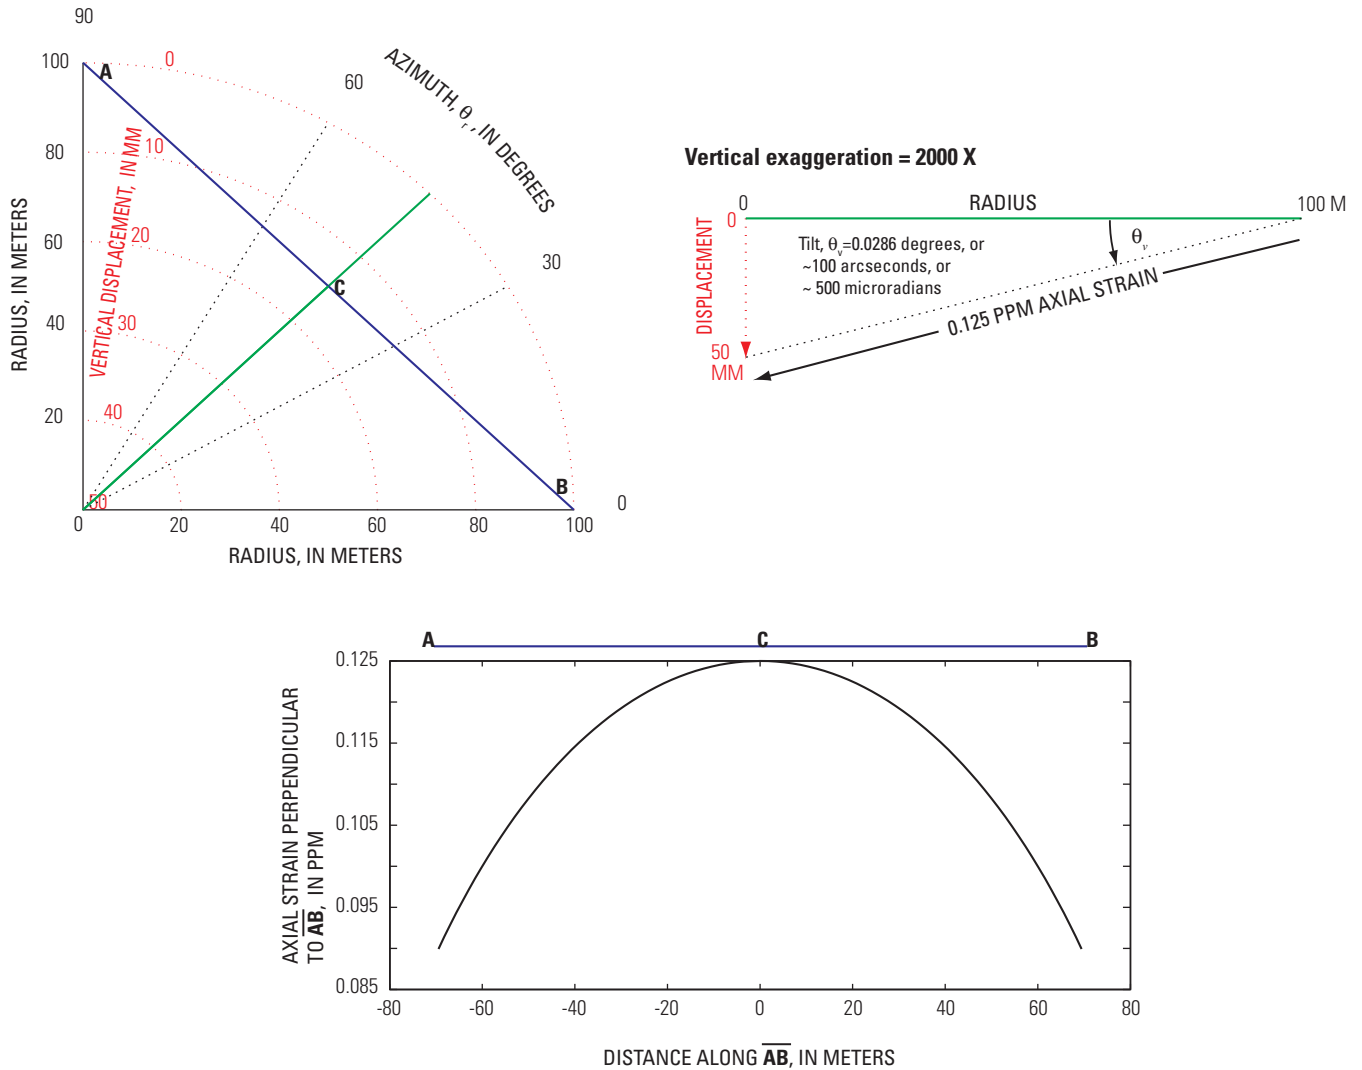 90
100
80
60
40
20
0
RADIUS, IN METERS
A
0
10
20
30
40
50
VERTICAL DISPLACEMENT, IN MM
AZIMUTH, θr, IN DEGREES
60
30
0
C
B
20
40
60
80
100
RADIUS, IN METERS
Vertical exaggeration = 2000 X
0
RADIUS
100 M
0
DISPLACEMENT
50
MM
Tilt, θv=0.0286 degrees, or
~100 arcseconds, or
~ 500 microradians
θv
0.125 PPM AXIAL STRAIN
A
C
B
0.125
0.115
0.105
0.095
0.085
AXIAL STRAIN PERPENDICULAR
TO AB, IN PPM
-80
-60
-40
-20
0
20
40
60
80
DISTANCE ALONG AB, IN METERS